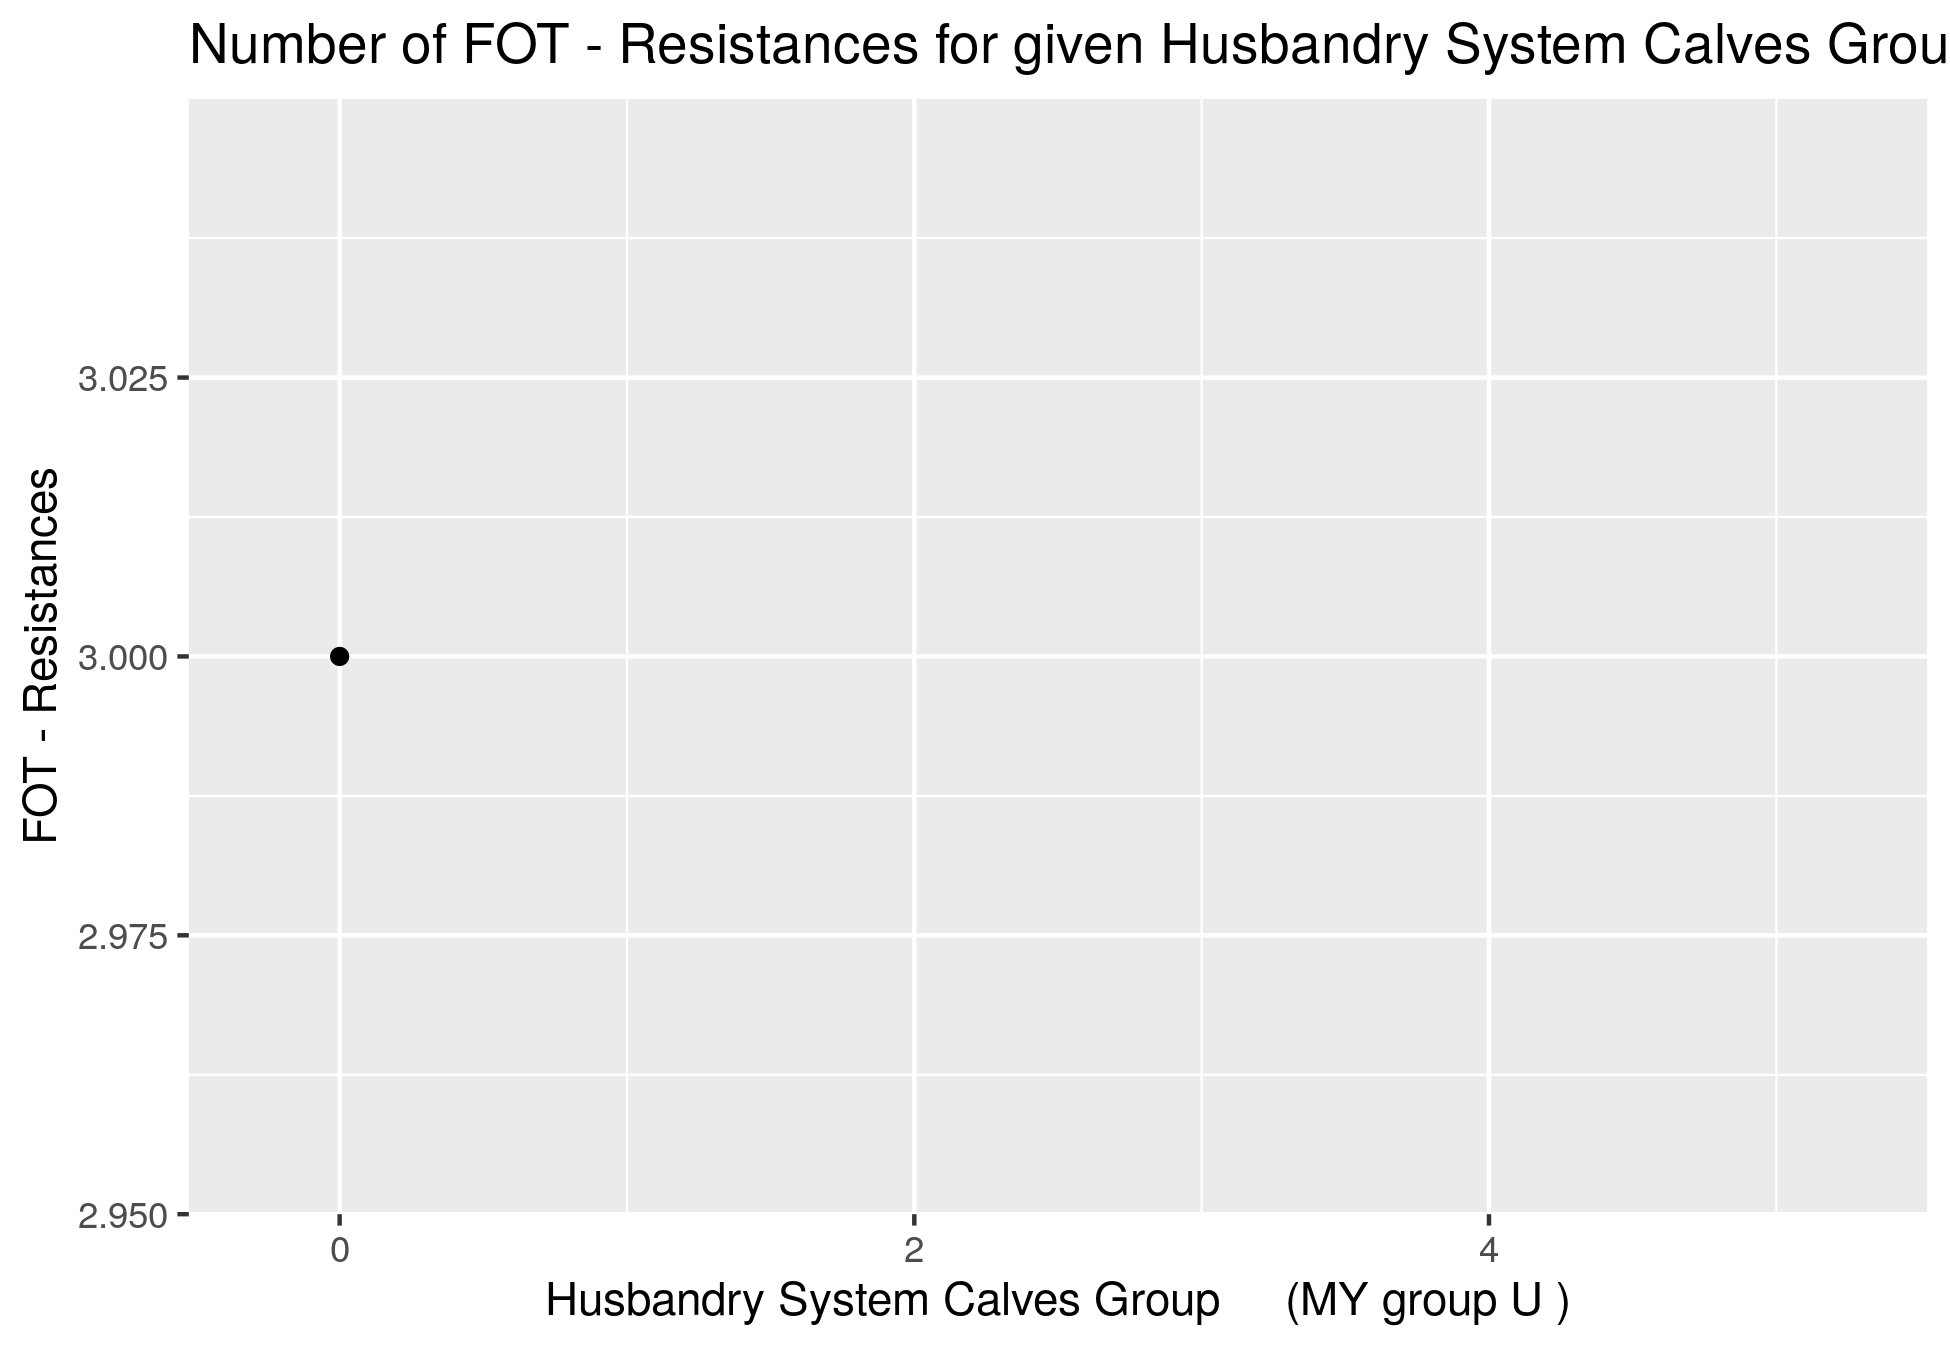 Number of FOT - Resistances for given Husbandry System Calves Grou
3.025
3.000
2.975
2.950
FOT - Resistances
0 2 4
Husbandry System Calves Group (MY group U )